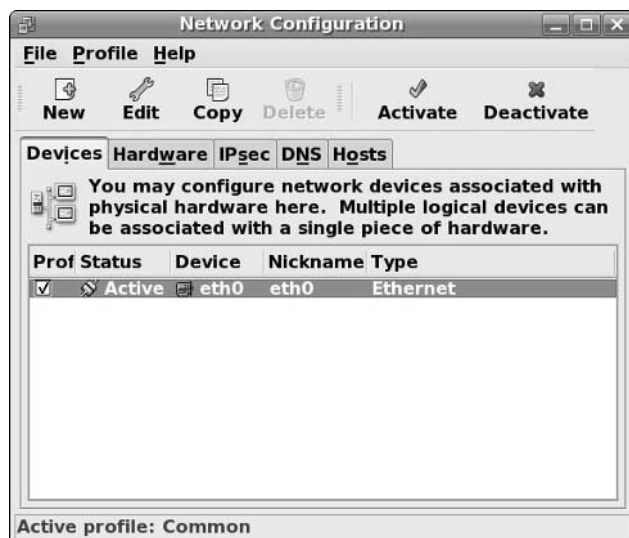 Network Configuration
File Profile Help
New Edit Copy Delete Activate Deactivate
Devices Hardware IPsec DNS Hosts
You may configure network devices associated with
physical hardware here. Multiple logical devices can
be associated with a single piece of hardware.
Prof Status Device Nickname Type
Active eth0 eth0 Ethernet
Active profile: Common